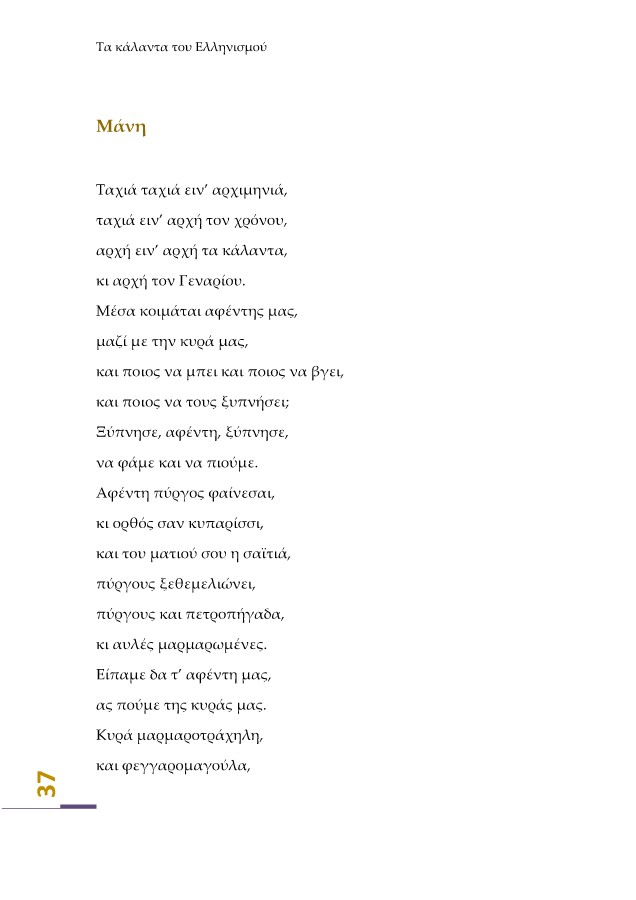 Τα κάλαντα του Ελληνισμού
Μάνη
Ταχιά ταχιά ειν’ αρχιμηνιά,
ταχιά ειν’ αρχή τον χρόνου,
αρχή ειν’ αρχή τα κάλαντα,
κι αρχή τον Γεναρίου.
Μέσα κοιμάται αφέντης μας,
μαζί με την κυρά μας,
και ποιος να μπει και ποιος να βγει,
και ποιος να τους ξυπνήσει;
Ξύπνησε, αφέντη, ξύπνησε,
να φάμε και να πιούμε.
Αφέντη πύργος φαίνεσαι,
κι ορθός σαν κυπαρίσσι,
και του ματιού σου η σαϊτιά,
πύργους ξεθεμελιώνει,
πύργους και πετροπήγαδα,
κι αυλές μαρμαρωμένες.
Είπαμε δα τ’ αφέντη μας,
ας πούμε της κυράς μας.
Κυρά μαρμαροτράχηλη,
και φεγγαρομαγούλα,
37